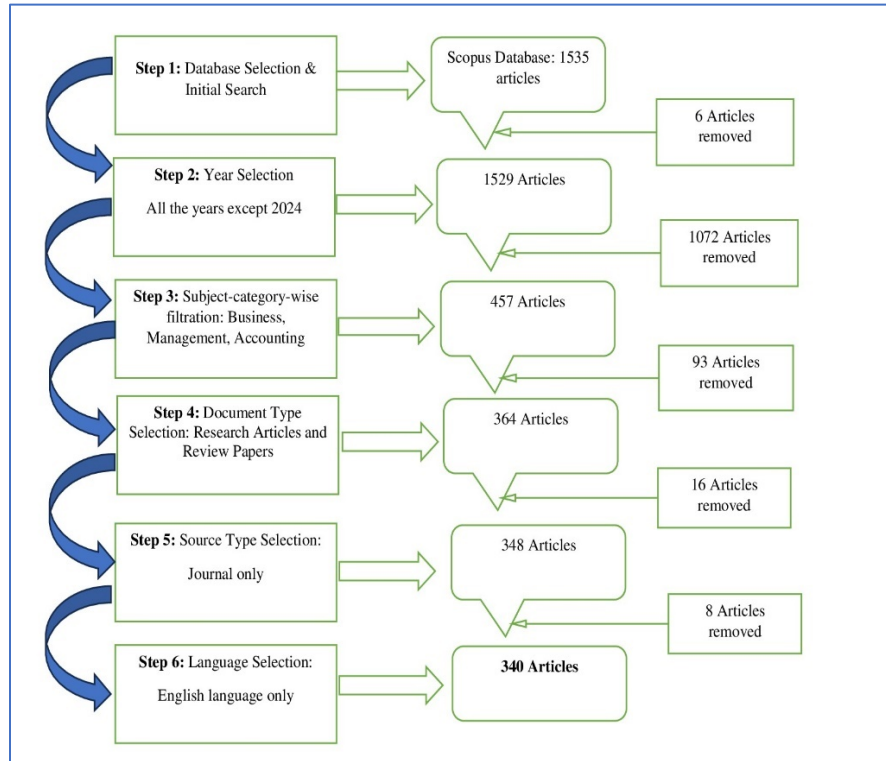 Step 1: Database Selection &
Initial Search
Scopus Database: 1535
articles
6 Articles
removed
Step 2: Year Selection
All the years except 2024
1529 Articles
1072 Articles
removed
Step 3: Subject-category-wise
filtration: Business,
Management, Accounting
457 Articles
93 Articles
removed
Step 4: Document Type
Selection: Research Articles and
Review Papers
364 Articles
16 Articles
removed
Step 5: Source Type Selection:
Journal only
348 Articles
8 Articles
removed
Step 6: Language Selection:
English language only
340 Articles